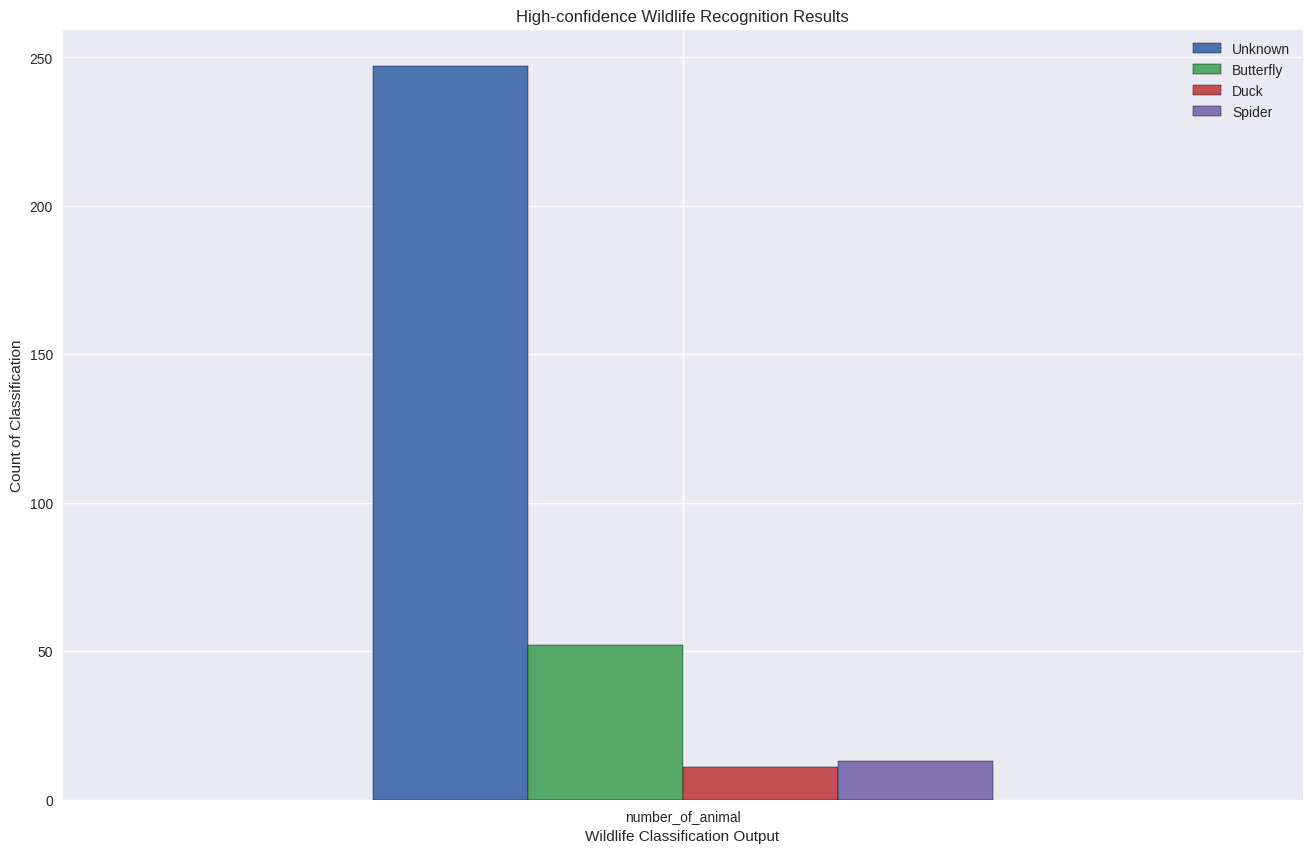 High-confidence Wildlife Recognition Results
Unknown
Butterfly
Duck
Spider
250
200
150
100
50
0
Count of Classification
number_of_animal
Wildlife Classification Output